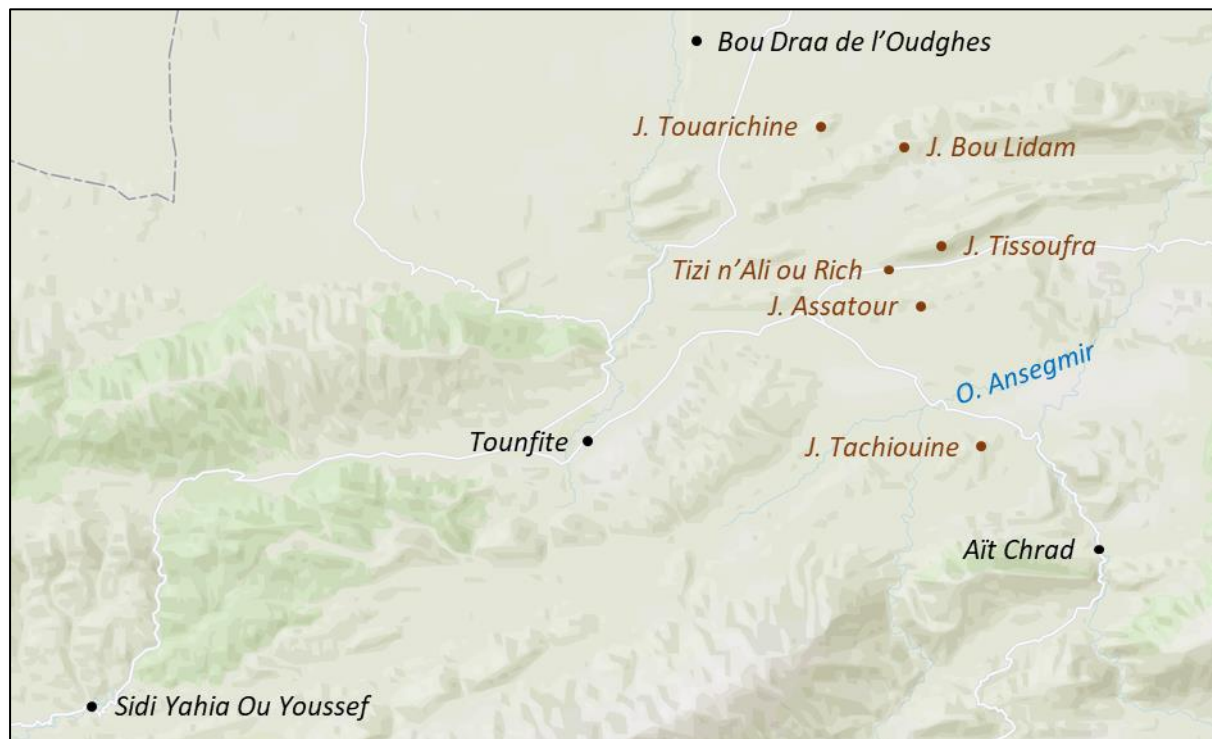 Bou Draa de l’Oudghes
J. Touarichine
J. Bou Lidam
J. Tissoufra
Tizi n’Ali ou Rich
J. Assatour
O. Ansegmir
Tounfite
J. Tachiouine
Aït Chrad
Sidi Yahia Ou Youssef